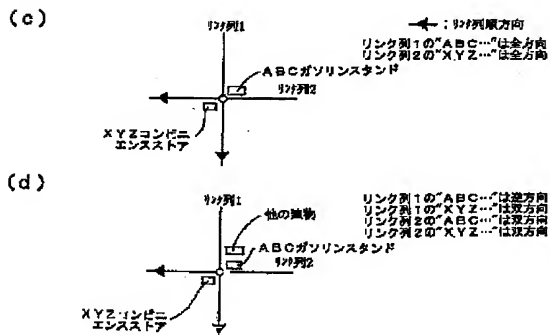 (c)
リンク列1
◀—：リンク列順方向
リンク列1の"ABC…"は全方向
リンク列2の"XYZ…"は全方向
ABCガソリンスタンド
リンク列2
XYZコンビニ
エンスストア
(d)
リンク列1
他の建物
リンク列1の"ABC…"は逆方向
リンク列1の"XYZ…"は双方向
リンク列2の"ABC…"は双方向
リンク列2の"XYZ…"は双方向
ABCガソリンスタンド
リンク列2
XYZコンビニ
エンスストア